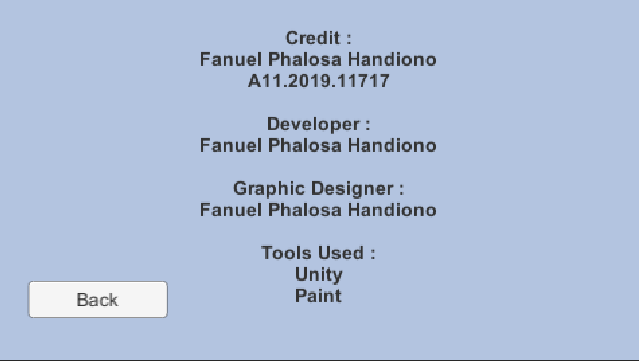 Credit :
Fanuel Phalosa Handiono
A11.2019.11717
Developer :
Fanuel Phalosa Handiono
Graphic Designer :
Fanuel Phalosa Handiono
Tools Used :
Unity
Paint
Back